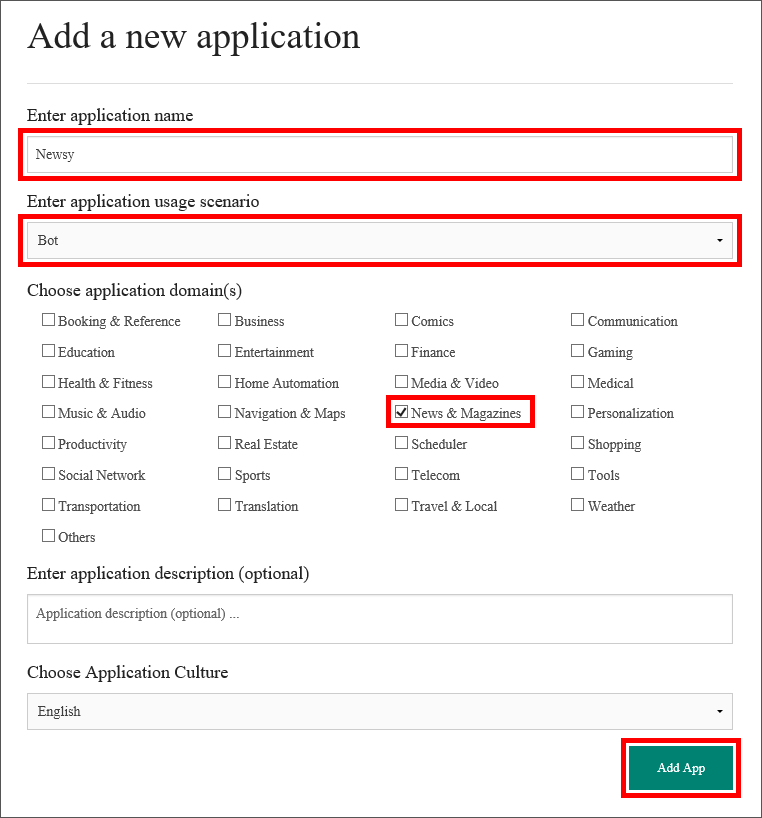 Add a new application
Enter application name
Newsy
Enter application usage scenario
Bot
Choose application domain(s)
Booking & Reference Business Comics Communication
Education Entertainment Finance Gaming
Health & Fitness Home Automation Media & Video Medical
Music & Audio Navigation & Maps News & Magazines Personalization
Productivity Real Estate Scheduler Shopping
Social Network Sports Telecom Tools
Transportation Translation Travel & Local Weather
Others
Enter application description (optional)
Application description (optional) ...
Choose Application Culture
English
Add App